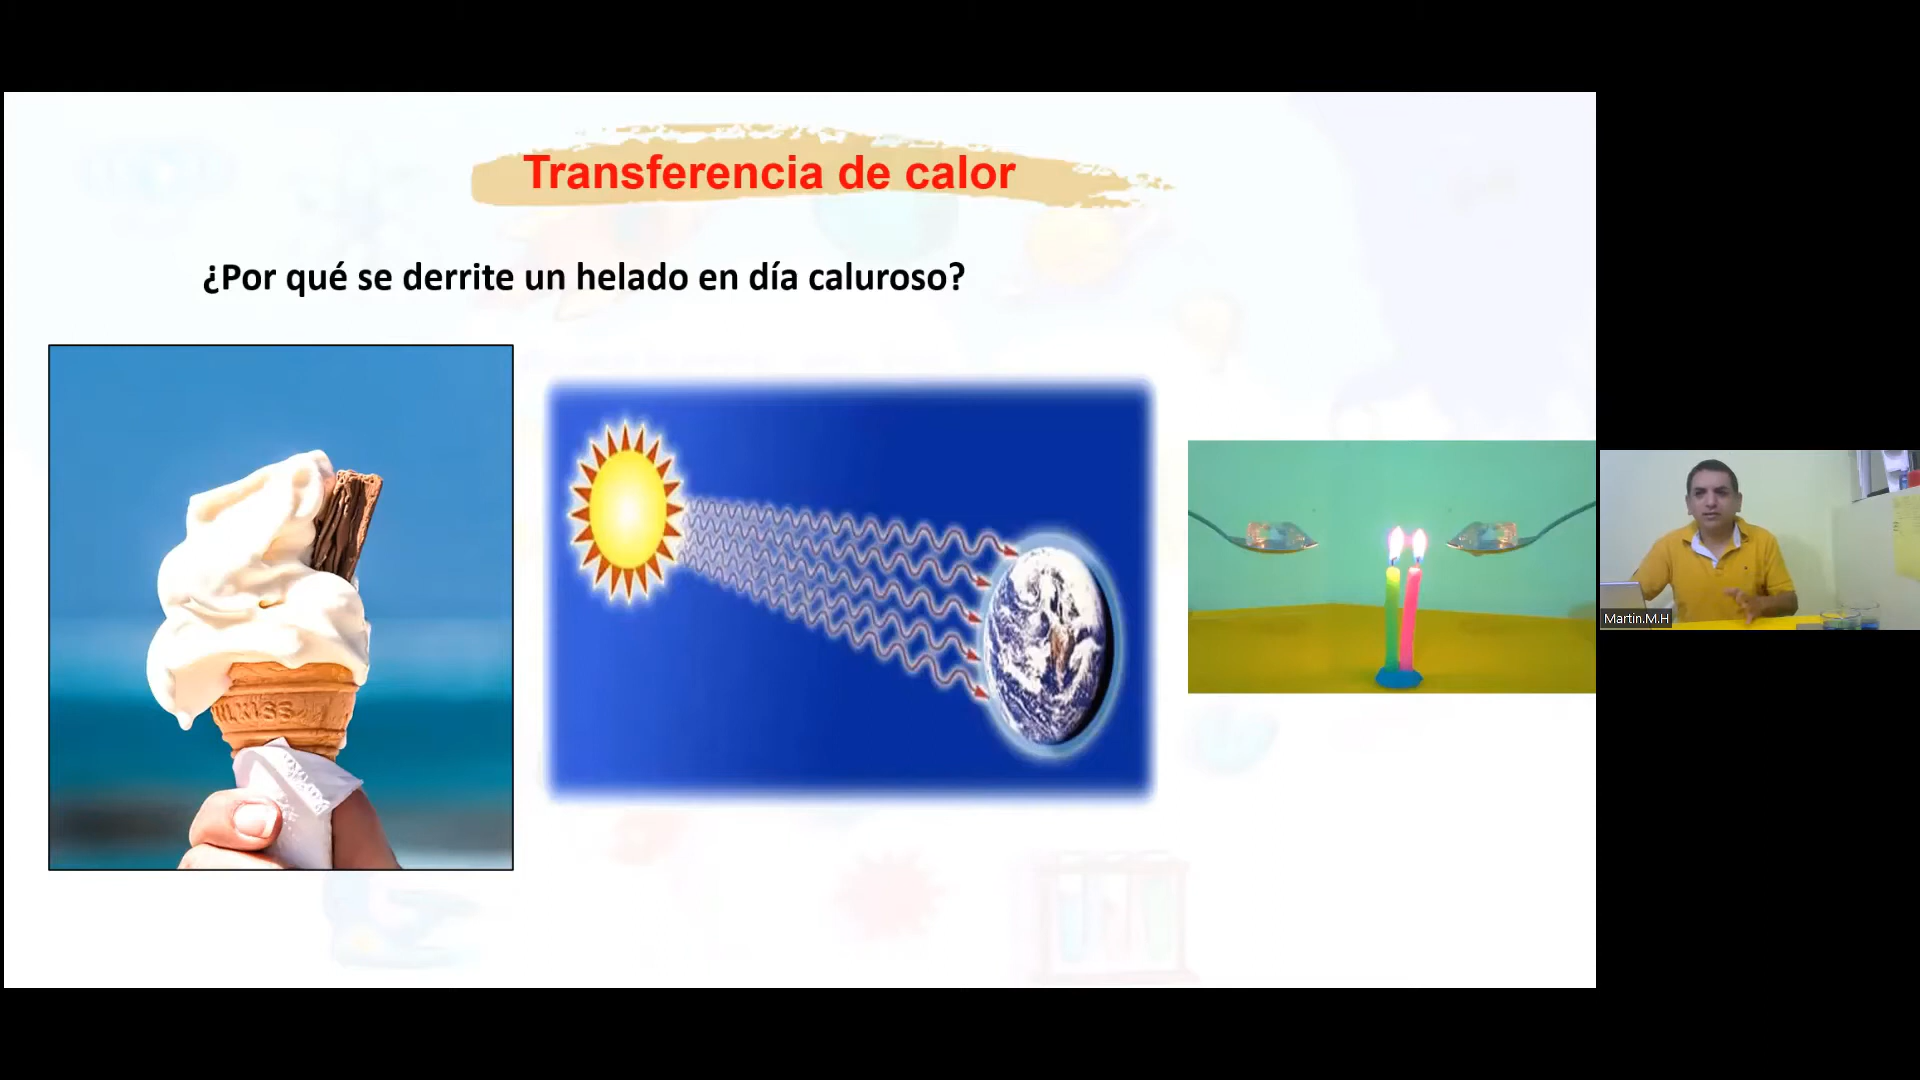 Transferencia de calor
¿Por qué se derrite un helado en día caluroso?
Martin.M.H